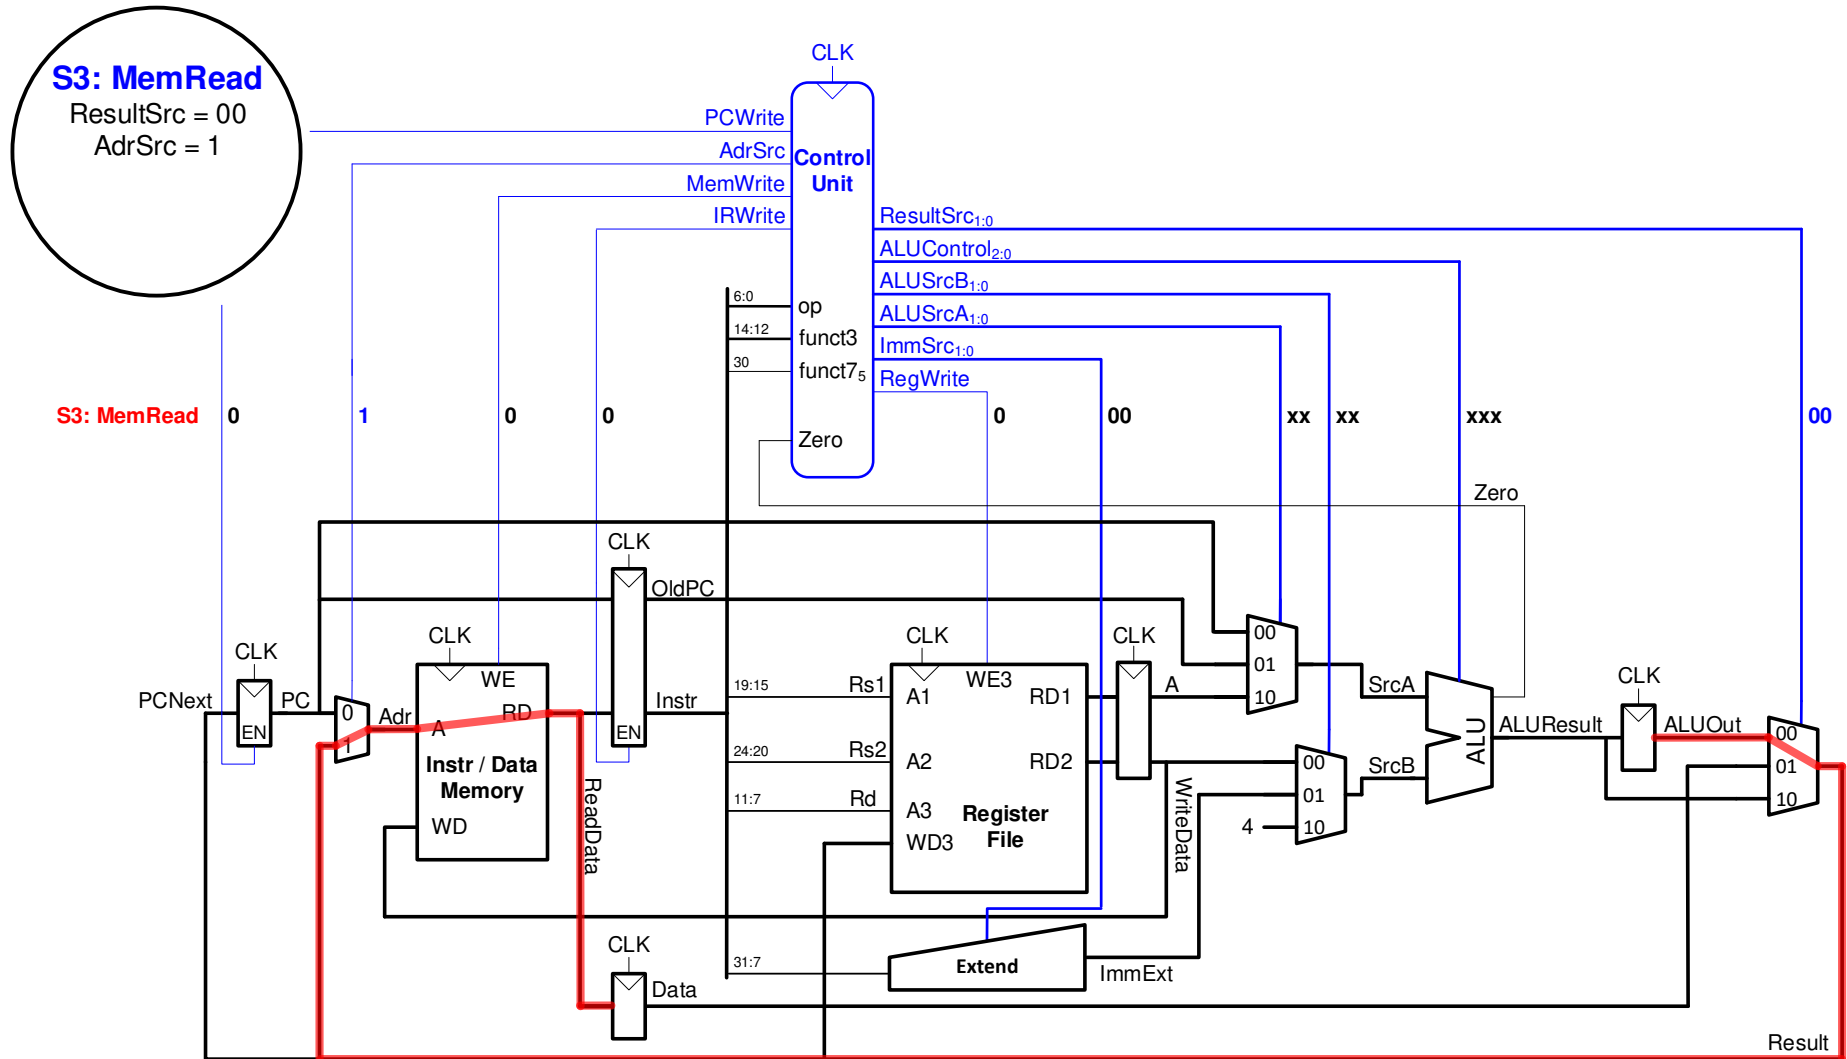 S3: MemRead
ResultSrc = 00
AdrSrc = 1
CLK
PCWrite
AdrSrc
MemWrite
IRWrite
Control
Unit
ResultSrc1:0
ALUControl2:0
ALUSrcB1:0
ALUSrcA1:0
ImmSrc1:0
RegWrite
6:0
op
14:12
funct3
30
funct75
Zero
S3: MemRead 0 1 0 0 0 00 xx xx xxx 00
Zero
CLK
OldPC
CLK
CLK
CLK
CLK
CLK
PCNext
EN
PC
0
1
Adr
WE
A
RD
Instr / Data
Memory
WD
ReadData
EN
Instr
19:15
Rs1
24:20
Rs2
11:7
Rd
A1
WE3
RD1
A2
RD2
A3
WD3
Register
File
A
WriteData
00
01
10
SrcA
00
01
4
10
SrcB
ALU
ALUResult
ALUOut
00
01
10
CLK
Data
31:7
Extend
ImmExt
Result